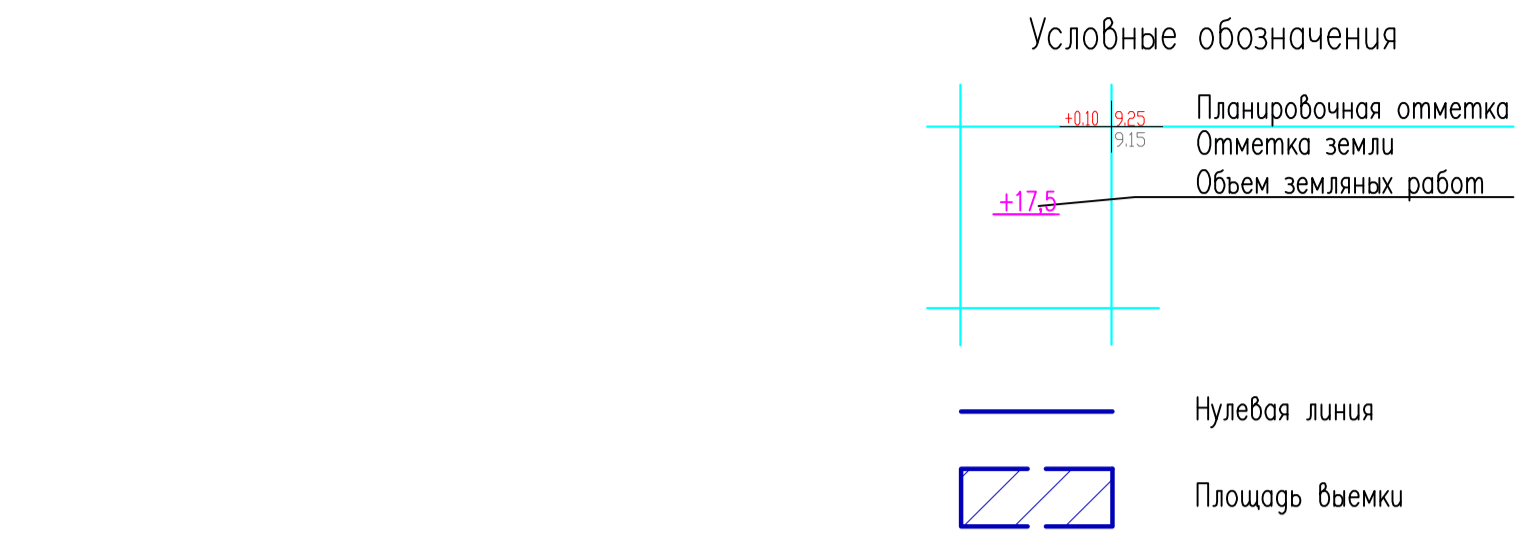 Условные обозначения
+0.10 9.25 Планировочная отметка
9.15 Отметка земли
+17,5 Объем земляных работ
Нулевая линия
Площадь выемки